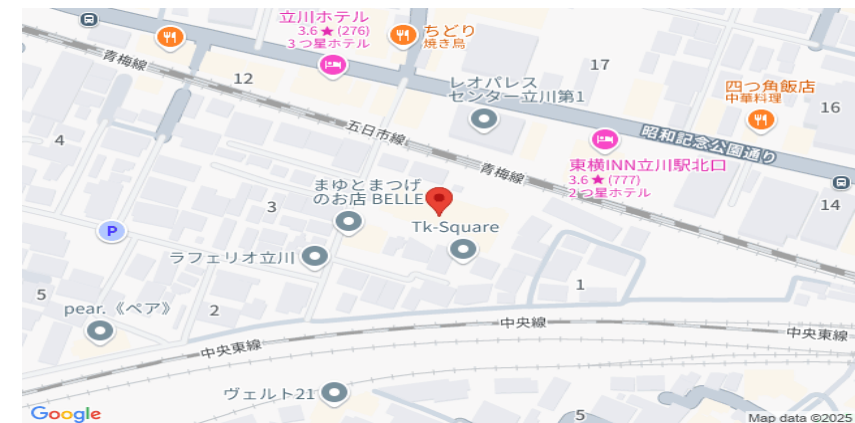 立川ホテル
3.6★(276)
3つ星ホテル
ちどり
焼き鳥
17
青梅線
12
レオパレス
センター立川第1
四つ角飯店
中華料理
16
4
五日市線
昭和記念公園通り
青梅線
東横INN立川駅北口
3.6★(777)
2つ星ホテル
まゆとまつげ
のお店 BELLE
3
14
P
Tk-Square
ラフェリオ立川
5
1
pear.《ペア》
2
中央線
中央東線
中央東線
ヴェルト21
Google
5
Map data ©2025